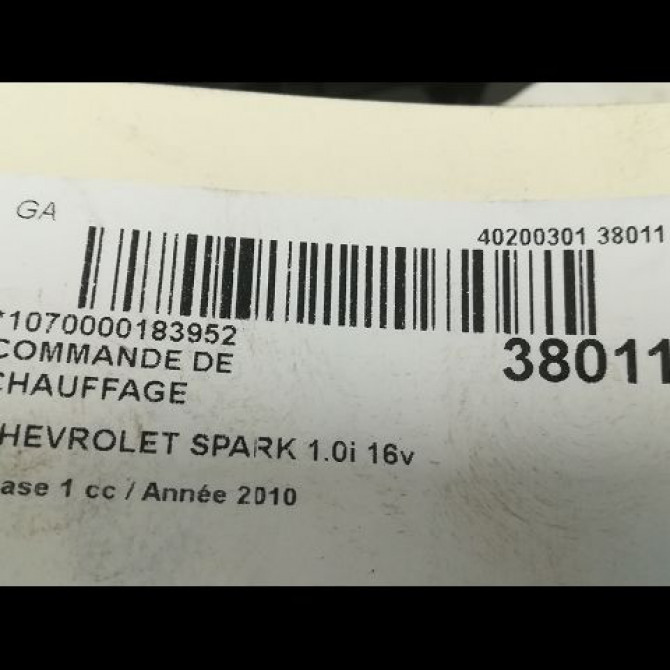 GA
40200301 38011
*1070000183952
38011
COMMANDE DE
CHAUFFAGE
HEVROLET SPARK 1.0i 16v
ase 1 cc / Année 2010